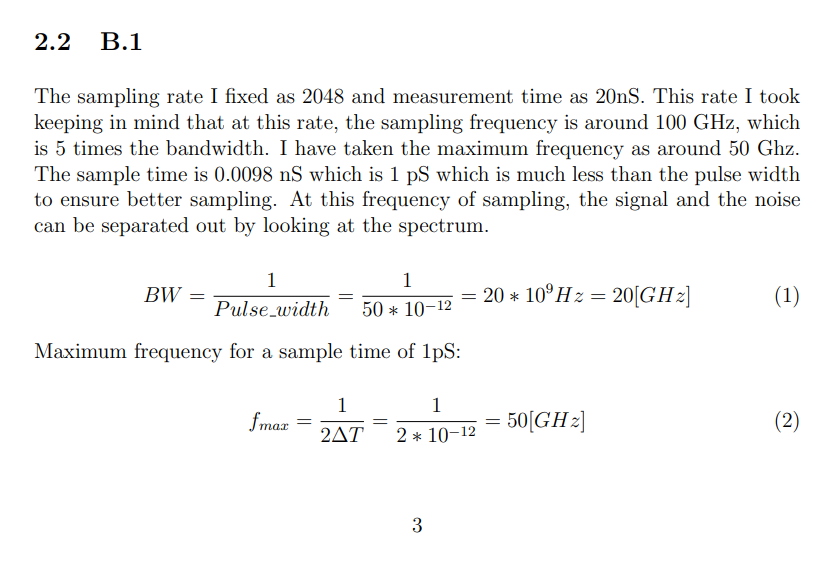 2.2 B.1
The sampling rate I fixed as 2048 and measurement time as 20nS. This rate I took
keeping in mind that at this rate, the sampling frequency is around 100 GHz, which
is 5 times the bandwidth. I have taken the maximum frequency as around 50 Ghz.
The sample time is 0.0098 nS which is 1 pS which is much less than the pulse width
to ensure better sampling. At this frequency of sampling, the signal and the noise
can be separated out by looking at the spectrum.
BW = \frac{1}{Pulse\_width} = \frac{1}{50 * 10^{-12}} = 20 * 10^9 Hz = 20[GHz] (1)
Maximum frequency for a sample time of 1pS:
f_{max} = \frac{1}{2ΔT} = \frac{1}{2 * 10^{-12}} = 50[GHz] (2)
3